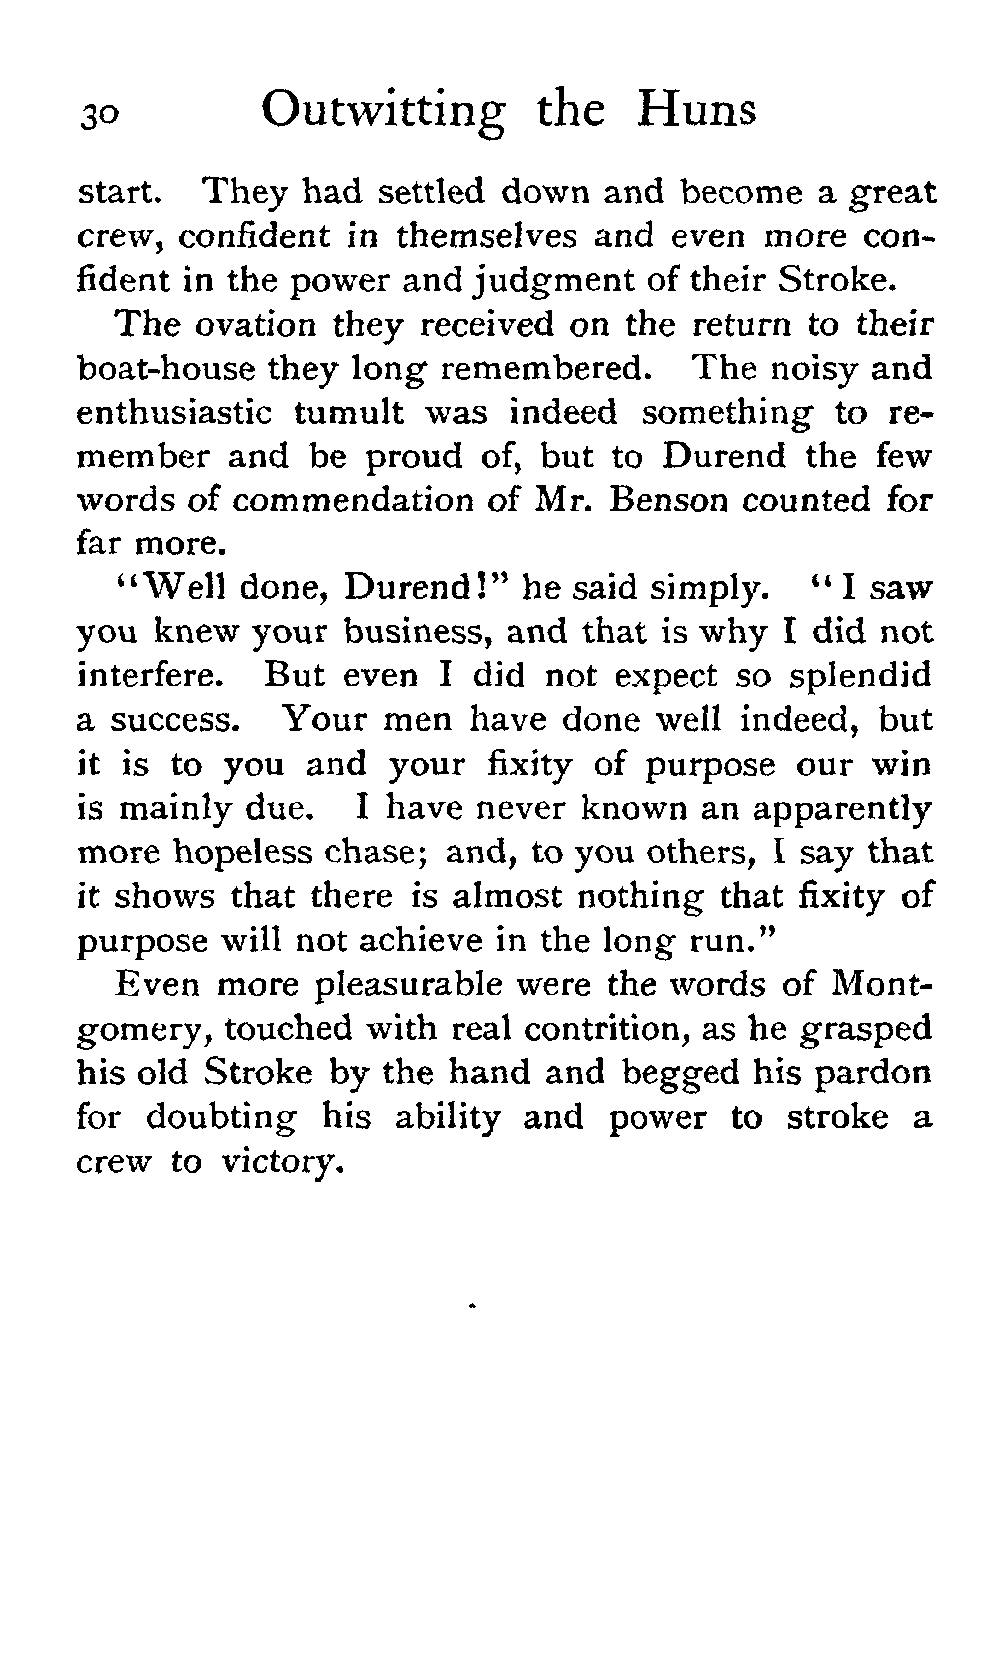 30 Outwitting the Huns
start. They had settled down and become a great
crew, confident in themselves and even more con-
fident in the power and judgment of their Stroke.
The ovation they received on the return to their
boat-house they long remembered. The noisy and
enthusiastic tumult was indeed something to re-
member and be proud of, but to Durend the few
words of commendation of Mr. Benson counted for
far more.
"Well done, Durend!" he said simply. "I saw
you knew your business, and that is why I did not
interfere. But even I did not expect so splendid
a success. Your men have done well indeed, but
it is to you and your fixity of purpose our win
is mainly due. I have never known an apparently
more hopeless chase; and, to you others, I say that
it shows that there is almost nothing that fixity of
purpose will not achieve in the long run."
Even more pleasurable were the words of Mont-
gomery, touched with real contrition, as he grasped
his old Stroke by the hand and begged his pardon
for doubting his ability and power to stroke a
crew to victory.